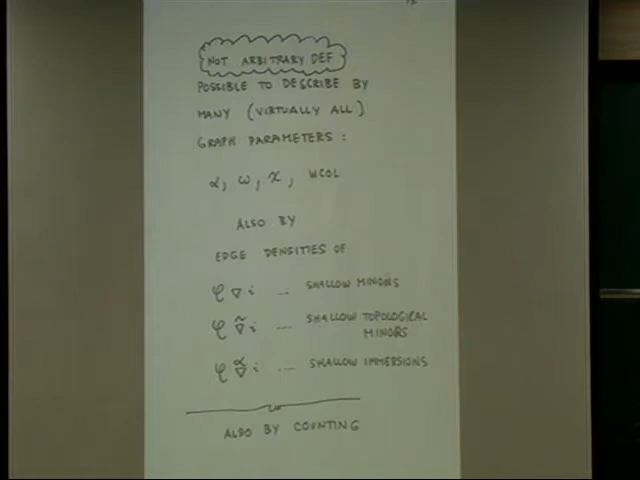 NOT ARBITRARY DEF
POSSIBLE TO DESCRIBE BY
MANY (VIRTUALLY ALL)
GRAPH PARAMETERS:
α, ω, χ, WCOL
ALSO BY
EDGE DENSITIES OF
φ ∇ i ... SHALLOW MINORS
φ ∇̃ i ... SHALLOW TOPOLOGICAL
MINORS
φ ∇̽ i ... SHALLOW IMMERSIONS
ALSO BY COUNTING